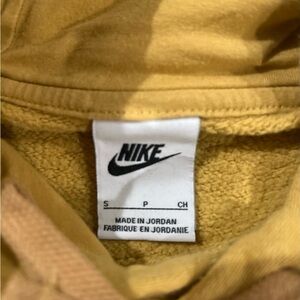 NIKE
S P CH
MADE IN JORDAN
FABRIQUE EN JORDANIE